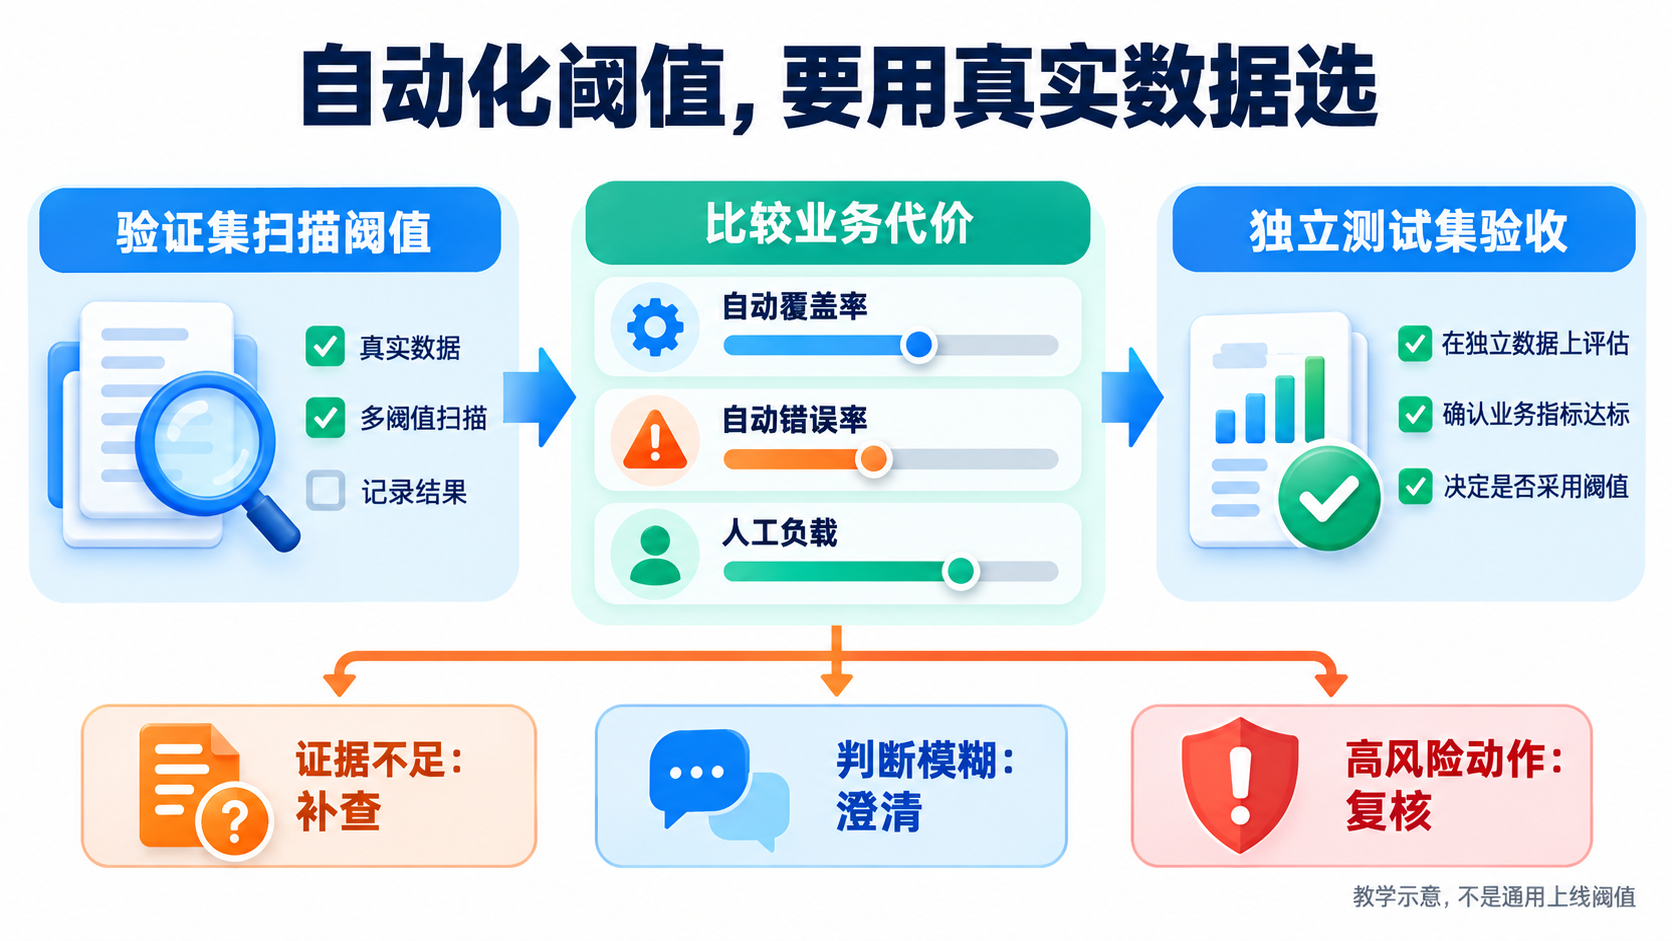 自动化阈值，要用真实数据选
验证集扫描阈值
真实数据
多阈值扫描
记录结果
比较业务代价
自动覆盖率
自动错误率
人工负载
独立测试集验收
在独立数据上评估
确认业务指标达标
决定是否采用阈值
证据不足：
补查
判断模糊：
澄清
高风险动作：
复核
教学示意，不是通用上线阈值